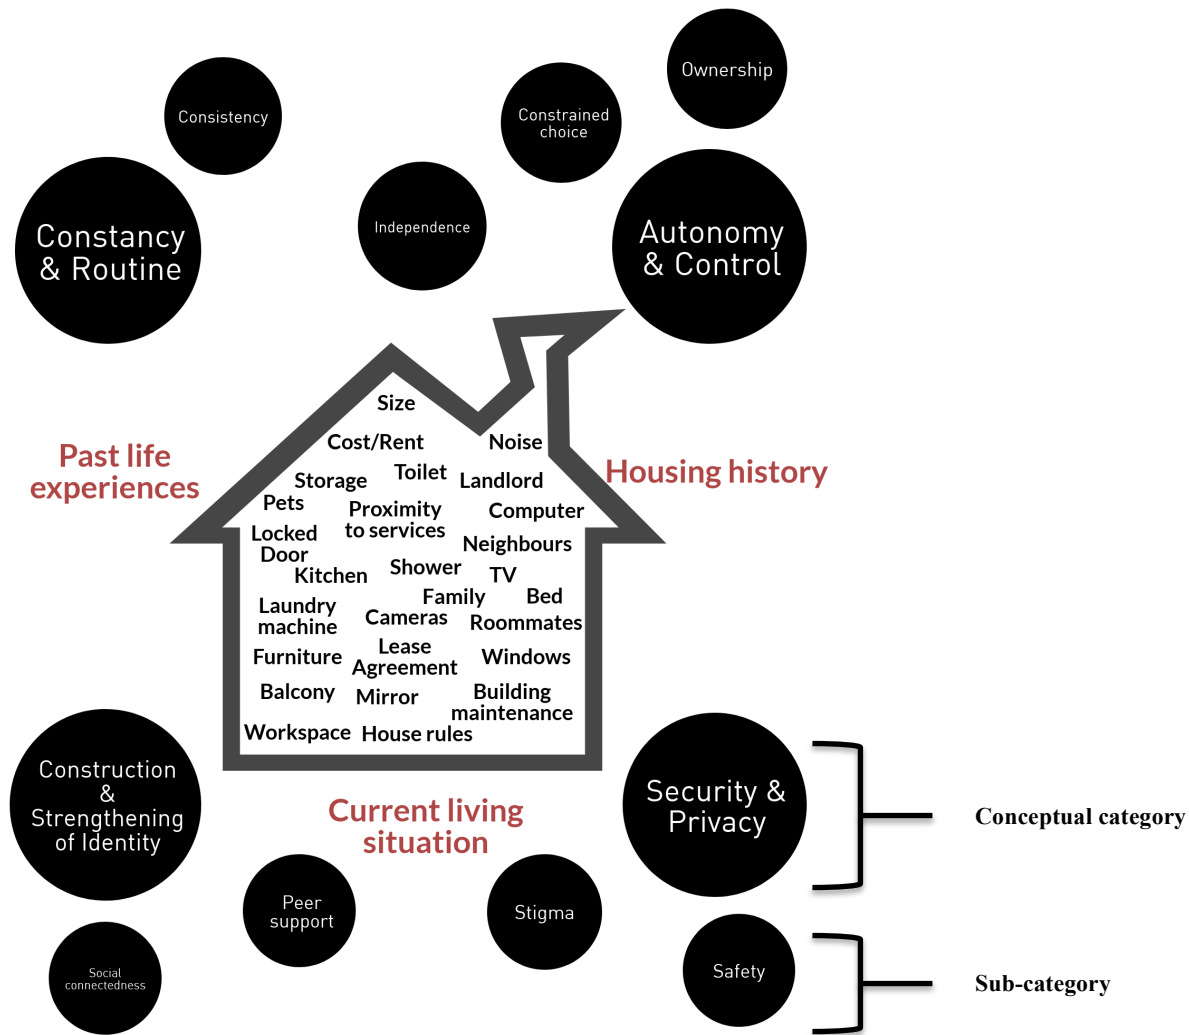 Ownership
Consistency
Constrained
choice
Independence
Constancy
& Routine
Autonomy
& Control
Size
Cost/Rent
Noise
Toilet
Storage
Landlord
Past life
experiences
Housing history
Pets
Proximity
to services
Computer
Locked
Door
Neighbours
Kitchen
Shower
TV
Family
Bed
Laundry
machine
Cameras
Roommates
Furniture
Lease
Agreement
Windows
Balcony
Mirror
Building
maintenance
Workspace
House rules
Construction
&
Strengthening
of Identity
Current living
situation
Security &
Privacy
Conceptual category
Peer
support
Stigma
Social
connectedness
Safety
Sub-category